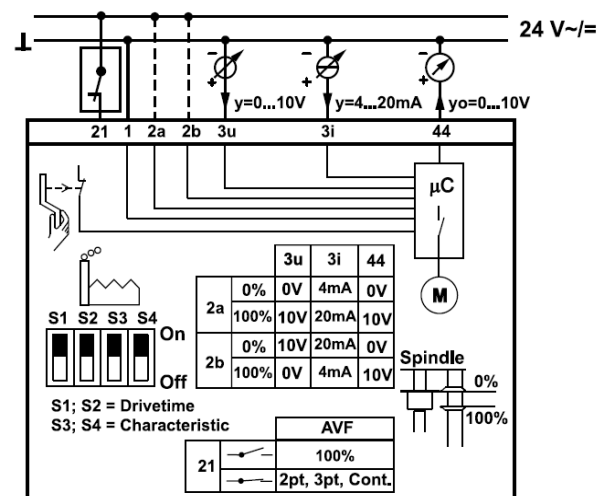 24 V~/=
⊥
− − −
+ + +
y=0...10V y=4...20mA yo=0...10V
21 1 2a 2b 3u 3i 44
µC
M
3u 3i 44
2a 0% 0V 4mA 0V
100% 10V 20mA 10V
2b 0% 10V 20mA 0V
100% 0V 4mA 10V
S1 S2 S3 S4
On
Off
S1; S2 = Drivetime
S3; S4 = Characteristic
Spindle
0%
100%
AVF
21 100%
2pt, 3pt, Cont.